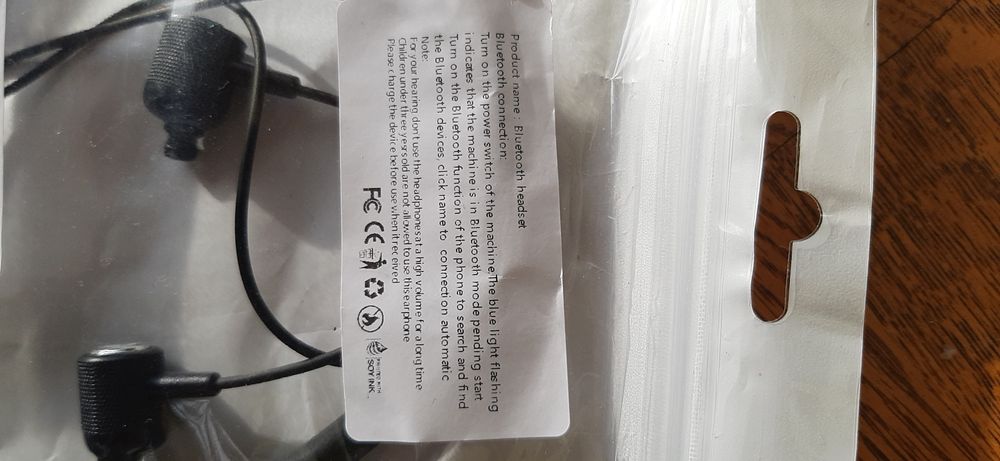 Product name : Bluetooth headset
Bluetooth connection:
Turn on the power switch of the machine,The blue light flashing
indicates that the machine is in Bluetooth mode pending start
Turn on the Bluetooth function of the phone to search and find
the Bluetooth devices, click name to connection automatic
Note:
For your hearing dont use the headphones at a high volume for a long time
Children under three years old are not allowed to use this earphone
Please charge the device before use when it received
FC CE
PRINTED WITH
SOY INK